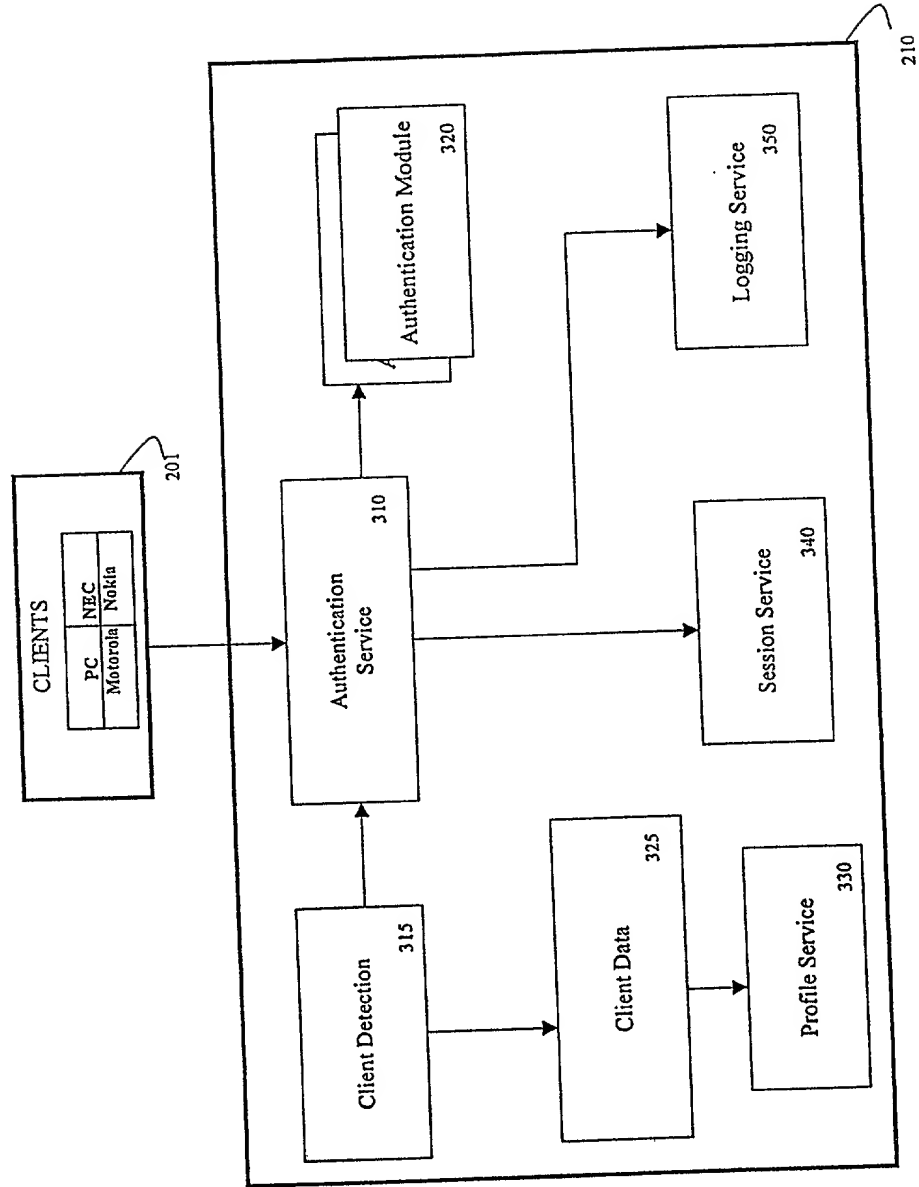 CLIENTS
PC NEC
Motorola Nokia
201
Authentication
Service
310
A
Authentication Module
320
Client Detection
315
Client Data
325
Profile Service
330
Session Service
340
Logging Service
350
210